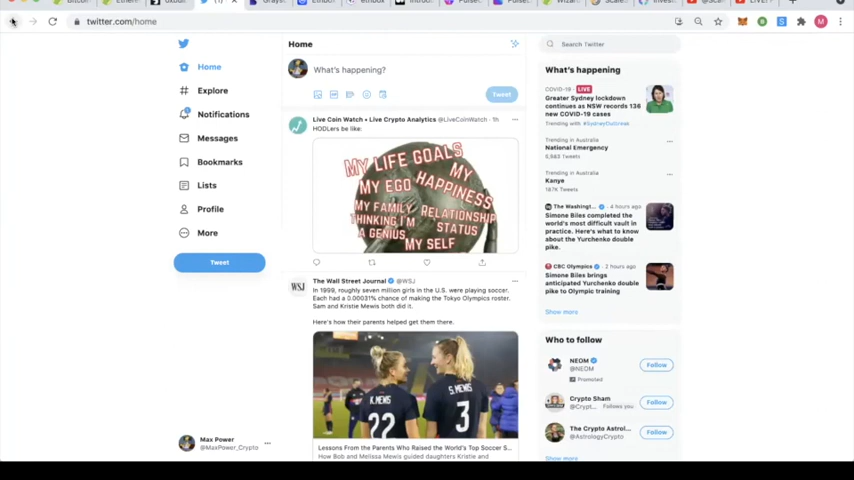 twitter.com/home
Home
Explore
Notifications
Messages
Bookmarks
Lists
Profile
More
Tweet
Max Power
@MaxPower_Crypto
Home
What's happening?
Tweet
Live Coin Watch • Live Crypto Analytics @LiveCoinWatch · 1h
HODLers be like:
MY LIFE GOALS
MY EGO
MY HAPPINESS
MY FAMILY THINKING I'M A GENIUS
RELATIONSHIP STATUS
MY SELF
The Wall Street Journal @WSJ
In 1999, roughly seven million girls in the U.S. were playing soccer.
Each had a 0.00031% chance of making the Tokyo Olympics roster.
Sam and Kristie Mewis both did it.
Here's how their parents helped get them there.
K.MEWIS
22
S.MEWIS
3
Lessons From the Parents Who Raised the World's Top Soccer S...
How Bob and Melissa Mewis guided daughters Kristie and
Search Twitter
What's happening
COVID-19 · LIVE
Greater Sydney lockdown
continues as NSW records 136
new COVID-19 cases
Trending with
Trending in Australia
National Emergency
Tweets
Trending in Australia
Kanye
187K Tweets
The Washingt... · 4 hours ago
Simone Biles completed the
world's most difficult vault in
practice. Here's what to know
about the Yurchenko double
pike.
CBC Olympics · 2 hours ago
Simone Biles brings
anticipated Yurchenko double
pike to Olympic training
Show more
Who to follow
NEOM
@NEOM
Promoted
Follow
Crypto Sham
@Crypt... Follows you
Follow
The Crypto Astrol...
@AstrologyCrypto
Follow
Show more